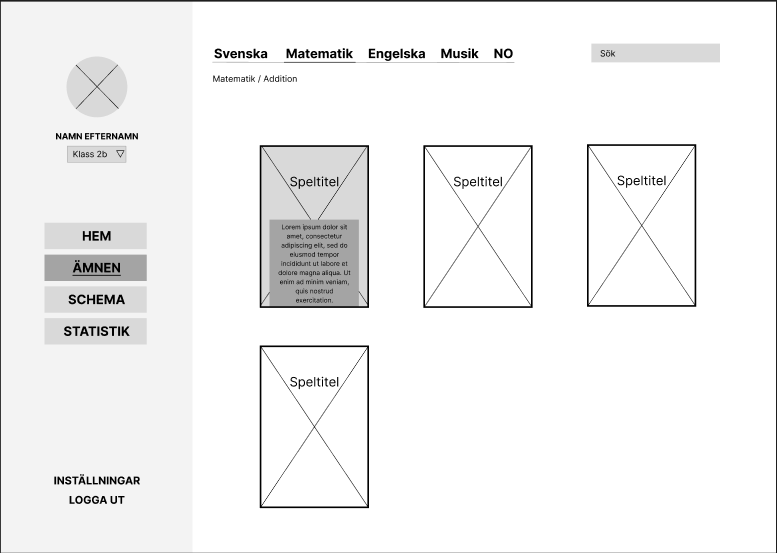 NAMN EFTERNAMN
Klass 2b
HEM
ÄMNEN
SCHEMA
STATISTIK
INSTÄLLNINGAR
LOGGA UT
Svenska Matematik Engelska Musik NO
Sök
Matematik / Addition
Speltitel
Lorem ipsum dolor sit
amet, consectetur
adipiscing elit, sed do
eiusmod tempor
incididunt ut labore et
dolore magna aliqua. Ut
enim ad minim veniam,
quis nostrud
exercitation.
Speltitel
Speltitel
Speltitel